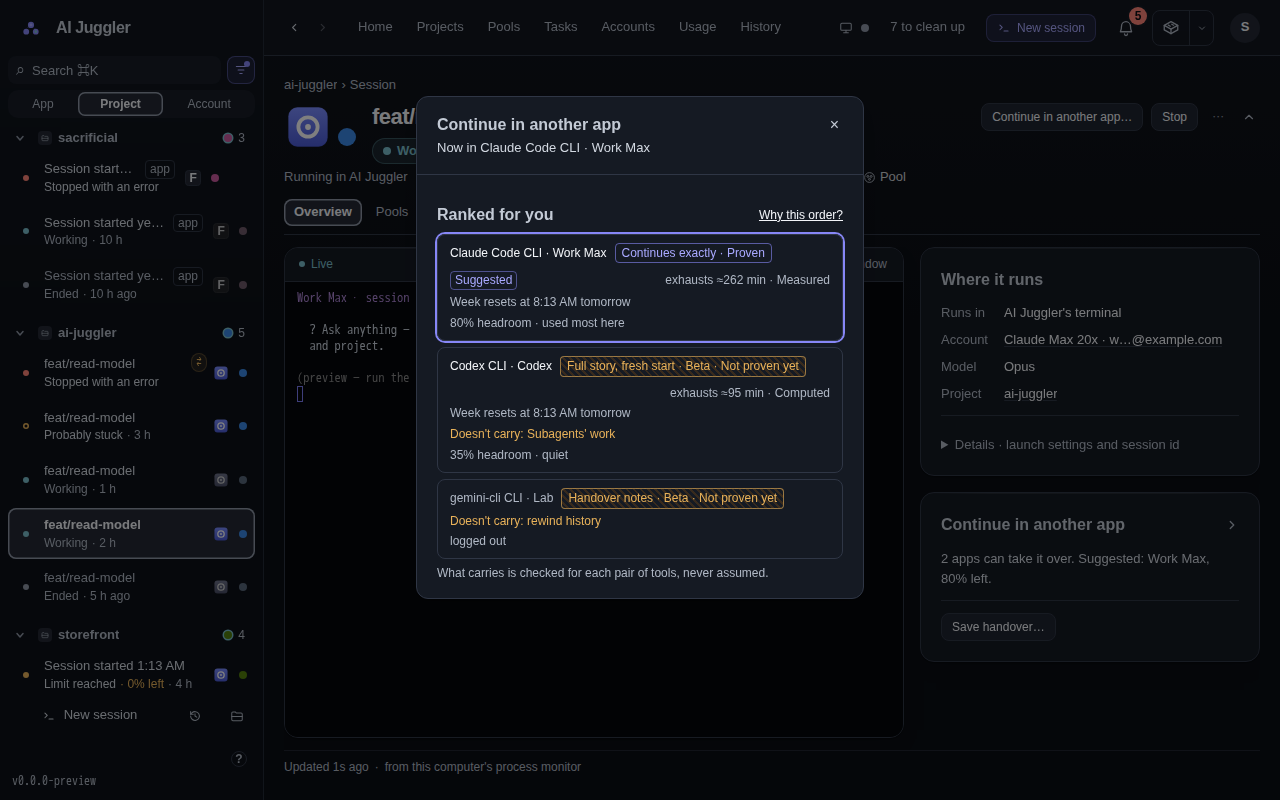 AI Juggler
Search ⌘K
App Project Account
sacrificial 3
Session start… app
Stopped with an error F
Session started ye… app
Working · 10 h F
Session started ye… app
Ended · 10 h ago F
ai-juggler 5
feat/read-model
Stopped with an error
feat/read-model
Probably stuck · 3 h
feat/read-model
Working · 1 h
feat/read-model
Working · 2 h
feat/read-model
Ended · 5 h ago
storefront 4
Session started 1:13 AM
Limit reached · 0% left · 4 h
New session
?
v0.0.0-preview
Home Projects Pools Tasks Accounts Usage History 7 to clean up New session 5 S
ai-juggler › Session
feat/
Wo
Continue in another app… Stop ···
Running in AI Juggler Pool
Overview Pools
Live dow
Work Max · session
? Ask anything —
and project.
(preview — run the
Continue in another app ×
Now in Claude Code CLI · Work Max
Ranked for you Why this order?
Claude Code CLI · Work Max Continues exactly · Proven
Suggested exhausts ≈262 min · Measured
Week resets at 8:13 AM tomorrow
80% headroom · used most here
Codex CLI · Codex Full story, fresh start · Beta · Not proven yet
exhausts ≈95 min · Computed
Week resets at 8:13 AM tomorrow
Doesn't carry: Subagents' work
35% headroom · quiet
gemini-cli CLI · Lab Handover notes · Beta · Not proven yet
Doesn't carry: rewind history
logged out
What carries is checked for each pair of tools, never assumed.
Where it runs
Runs in AI Juggler's terminal
Account Claude Max 20x · w…@example.com
Model Opus
Project ai-juggler
Details · launch settings and session id
Continue in another app
2 apps can take it over. Suggested: Work Max,
80% left.
Save handover…
Updated 1s ago · from this computer's process monitor